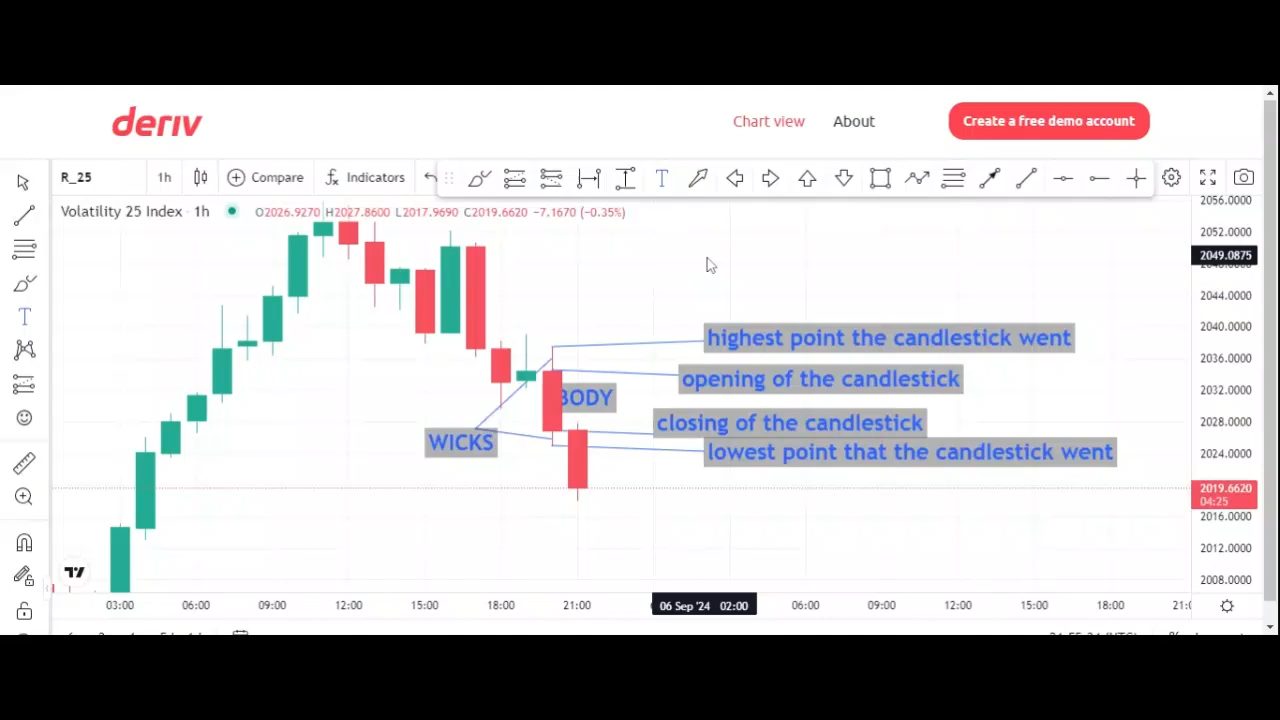 deriv
Chart view
About
Create a free demo account
R_25
1h
Compare
Indicators
Volatility 25 Index · 1h
O2026.9270 H2027.8600 L2017.9690 C2019.6620 −7.1670 (−0.35%)
2056.0000
2052.0000
2049.0875
2044.0000
2040.0000
2036.0000
2032.0000
2028.0000
2024.0000
2019.6620
04:25
2016.0000
2012.0000
2008.0000
highest point the candlestick went
opening of the candlestick
BODY
closing of the candlestick
WICKS
lowest point that the candlestick went
03:00
06:00
09:00
12:00
15:00
18:00
21:00
06 Sep '24 02:00
06:00
09:00
12:00
15:00
18:00